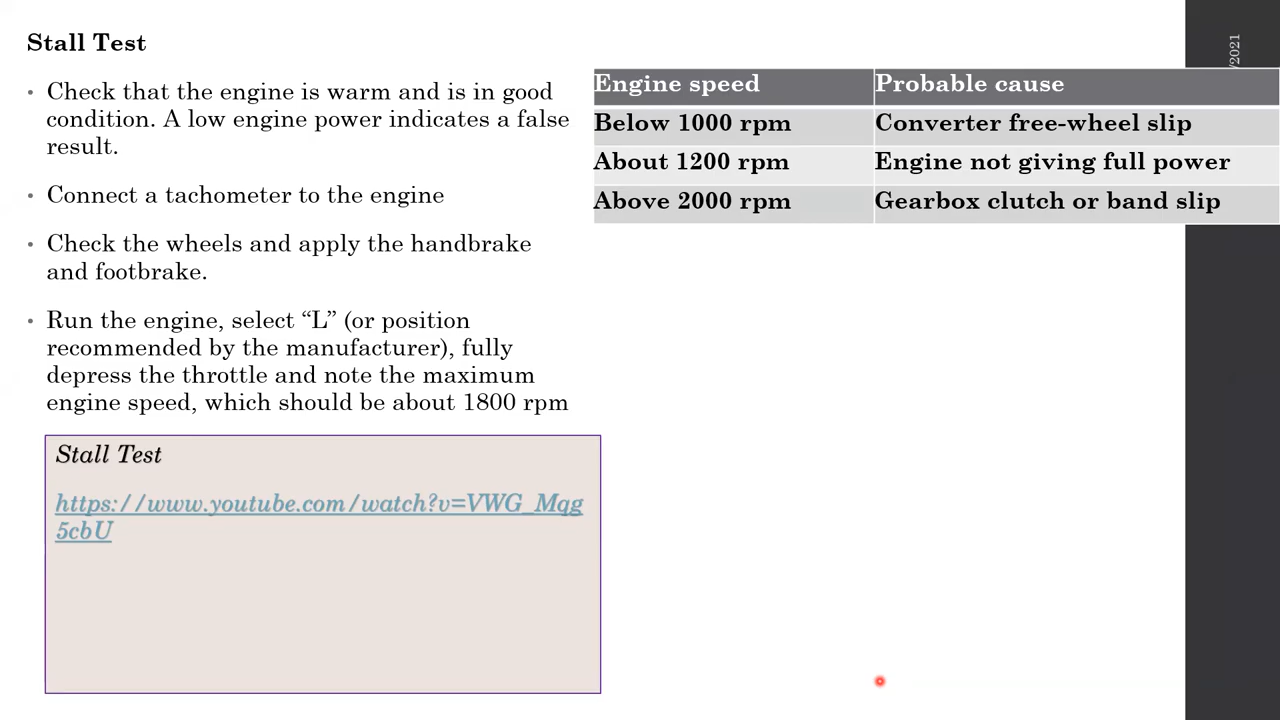 Stall Test
• Check that the engine is warm and is in good
condition. A low engine power indicates a false
result.
• Connect a tachometer to the engine
• Check the wheels and apply the handbrake
and footbrake.
• Run the engine, select “L” (or position
recommended by the manufacturer), fully
depress the throttle and note the maximum
engine speed, which should be about 1800 rpm
Stall Test
https://www.youtube.com/watch?v=VWG_Mqg
5cbU
Engine speed Probable cause
Below 1000 rpm Converter free-wheel slip
About 1200 rpm Engine not giving full power
Above 2000 rpm Gearbox clutch or band slip
/2021